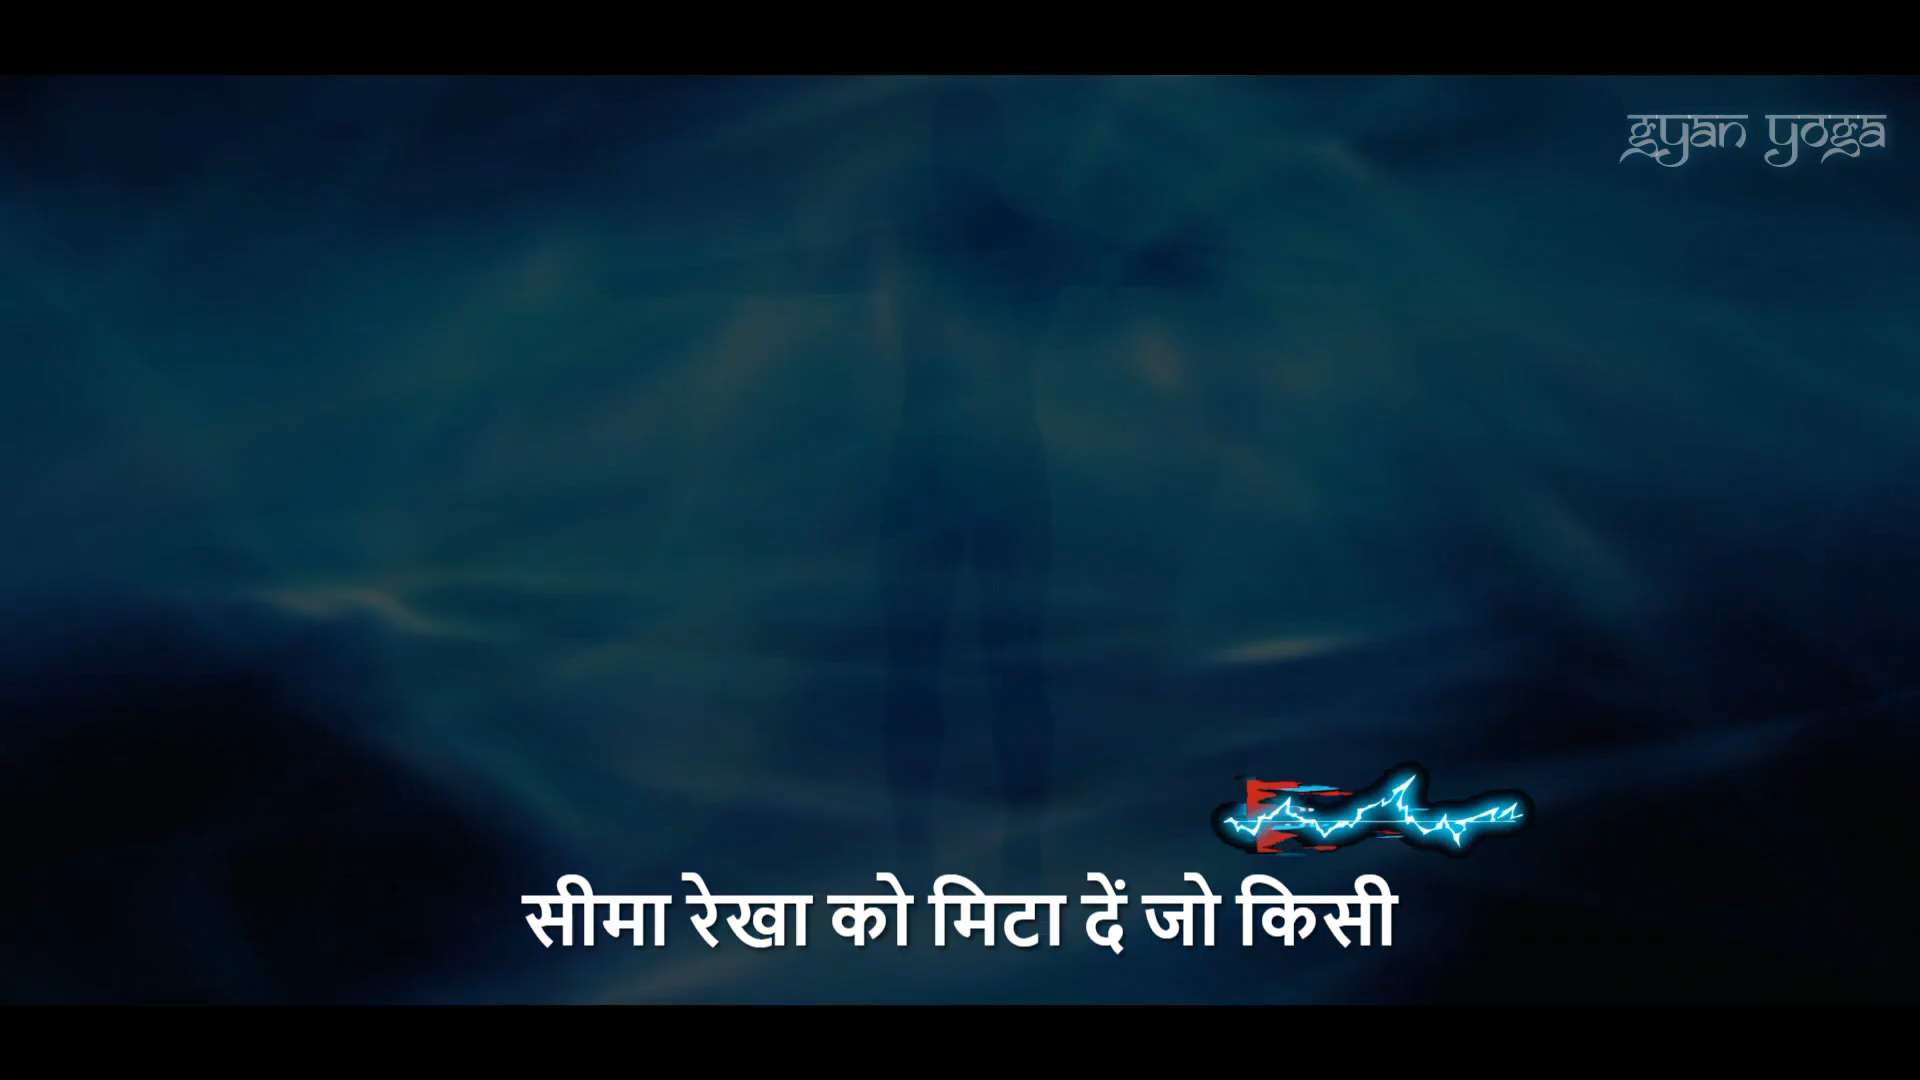 gyan yoga
सीमा रेखा को मिटा दें जो किसी